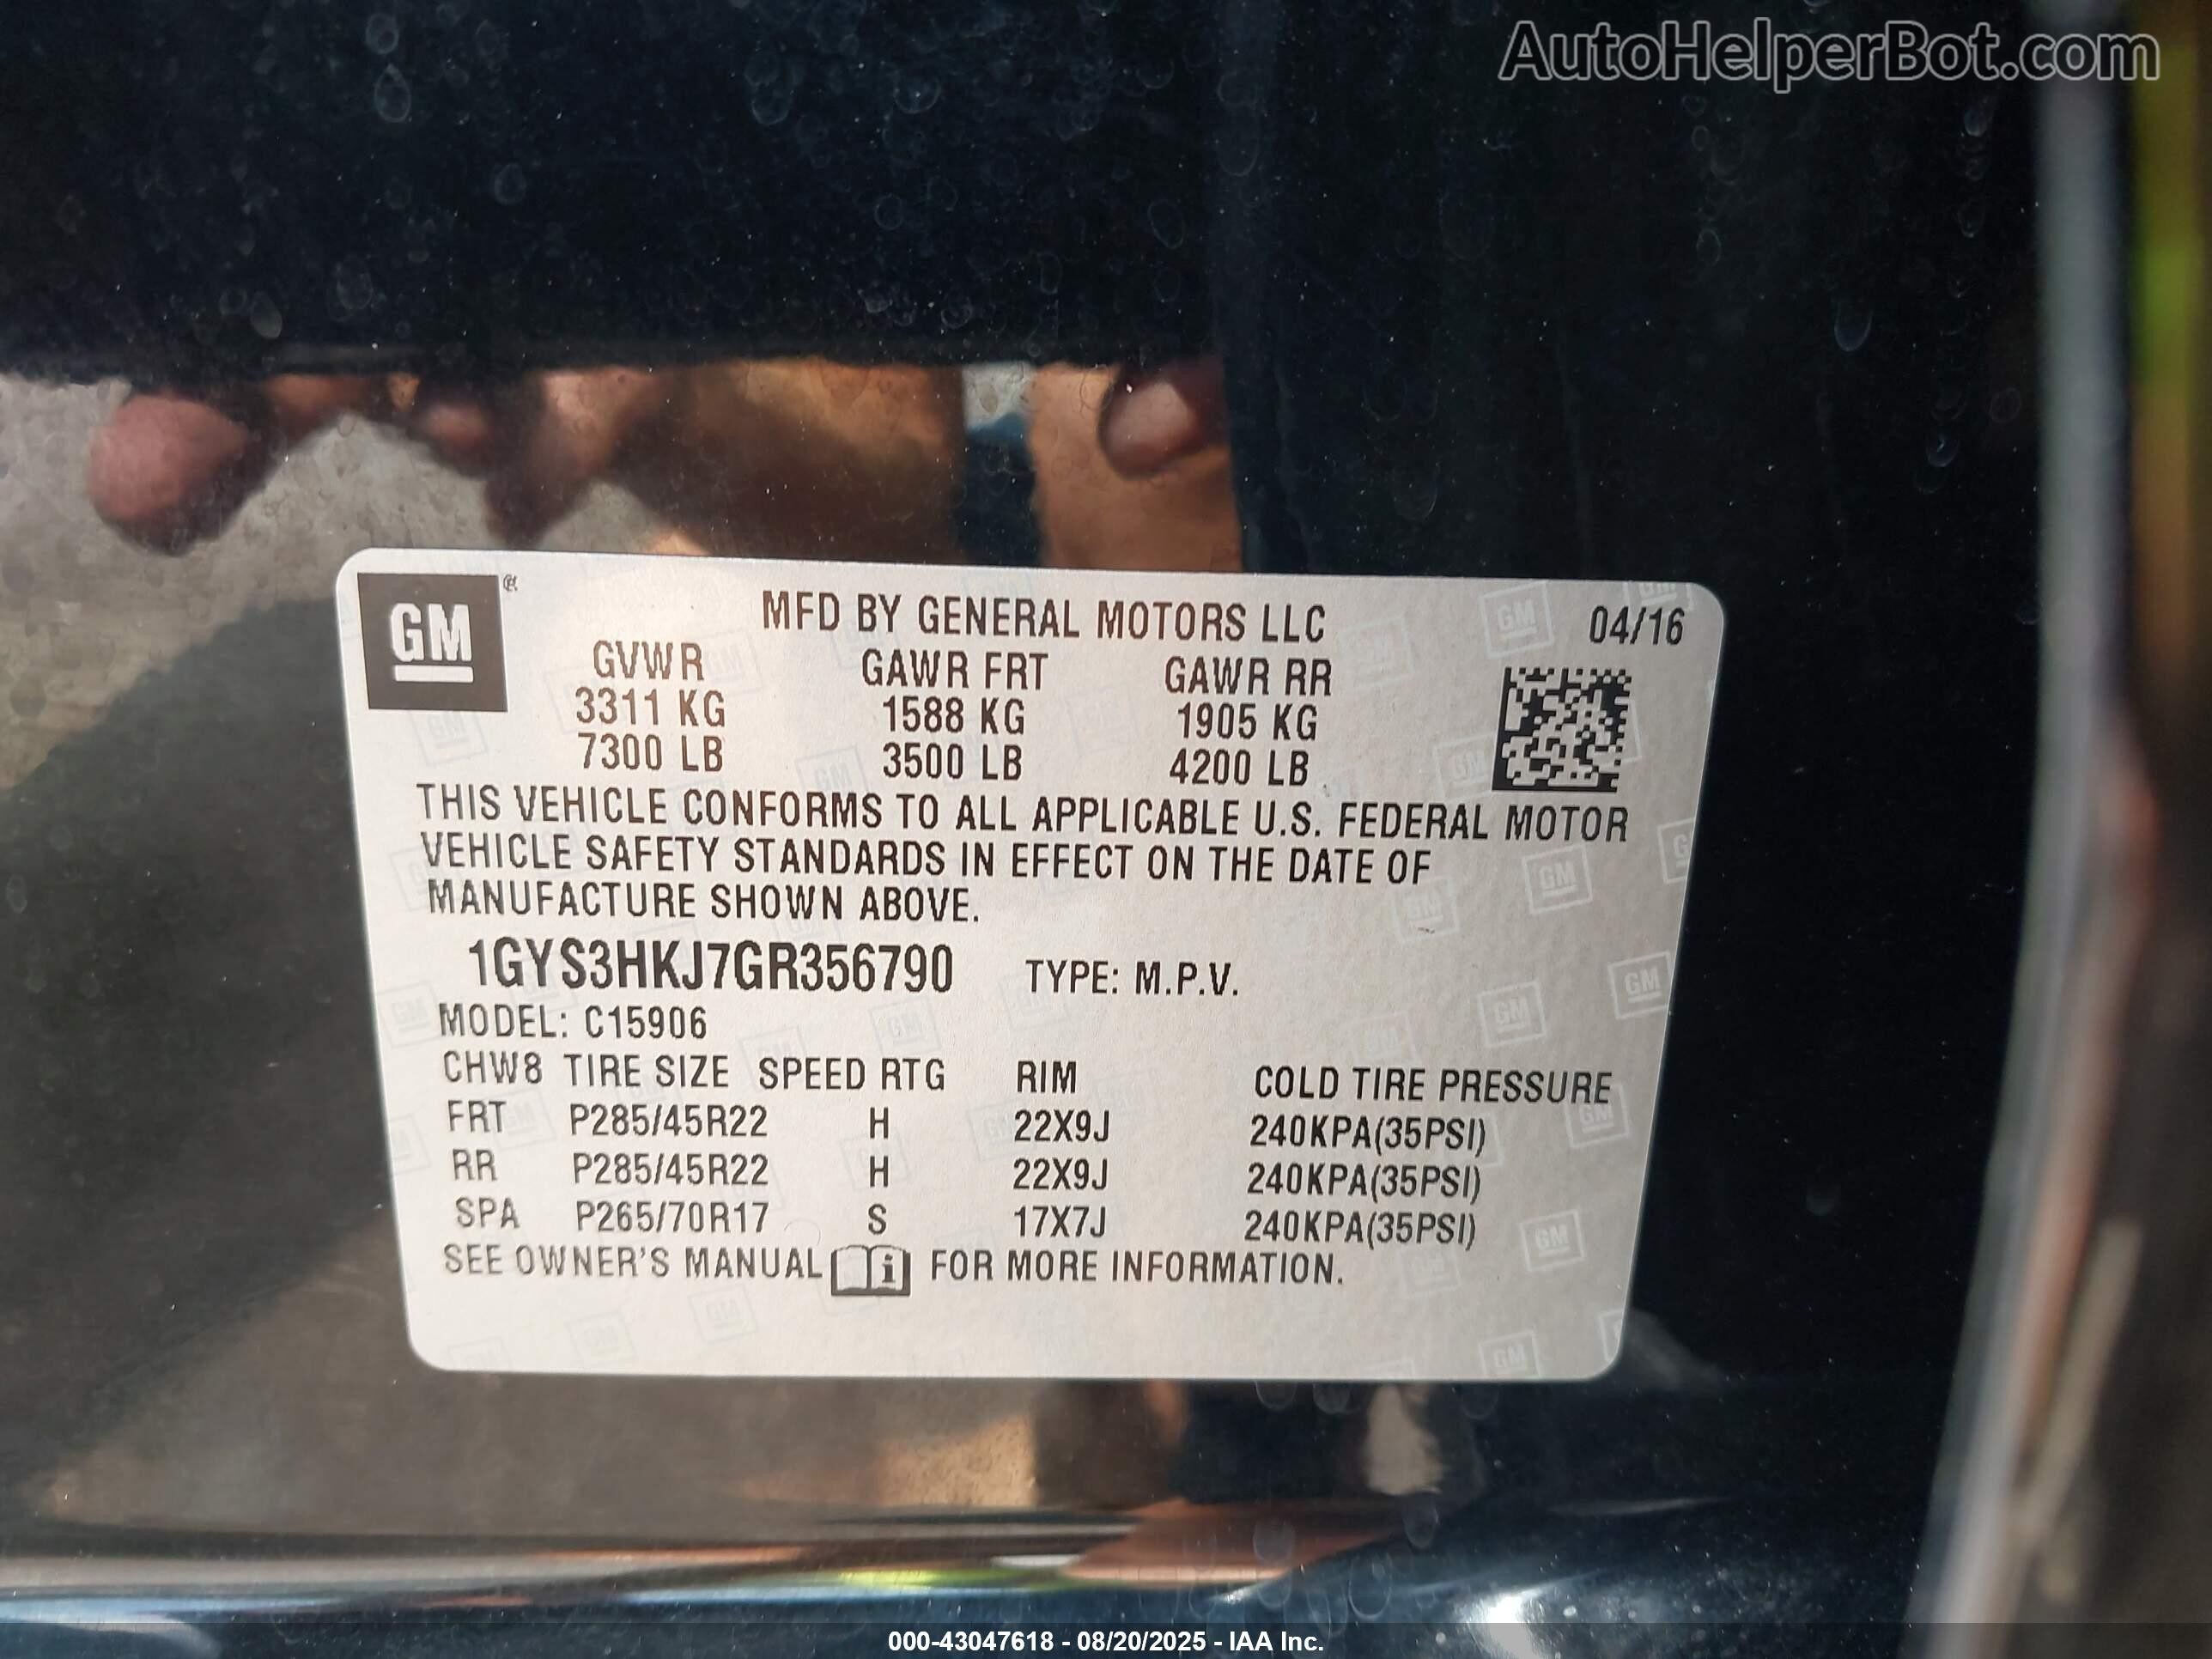 AutoHelperBot.com
GM®
MFD BY GENERAL MOTORS LLC 04/16
GVWR GAWR FRT GAWR RR
3311 KG 1588 KG 1905 KG
7300 LB 3500 LB 4200 LB
THIS VEHICLE CONFORMS TO ALL APPLICABLE U.S. FEDERAL MOTOR
VEHICLE SAFETY STANDARDS IN EFFECT ON THE DATE OF
MANUFACTURE SHOWN ABOVE.
1GYS3HKJ7GR356790 TYPE: M.P.V.
MODEL: C15906
CHW8 TIRE SIZE SPEED RTG RIM COLD TIRE PRESSURE
FRT P285/45R22 H 22X9J 240KPA(35PSI)
RR P285/45R22 H 22X9J 240KPA(35PSI)
SPA P265/70R17 S 17X7J 240KPA(35PSI)
SEE OWNER'S MANUAL i FOR MORE INFORMATION.
000-43047618 - 08/20/2025 - IAA Inc.